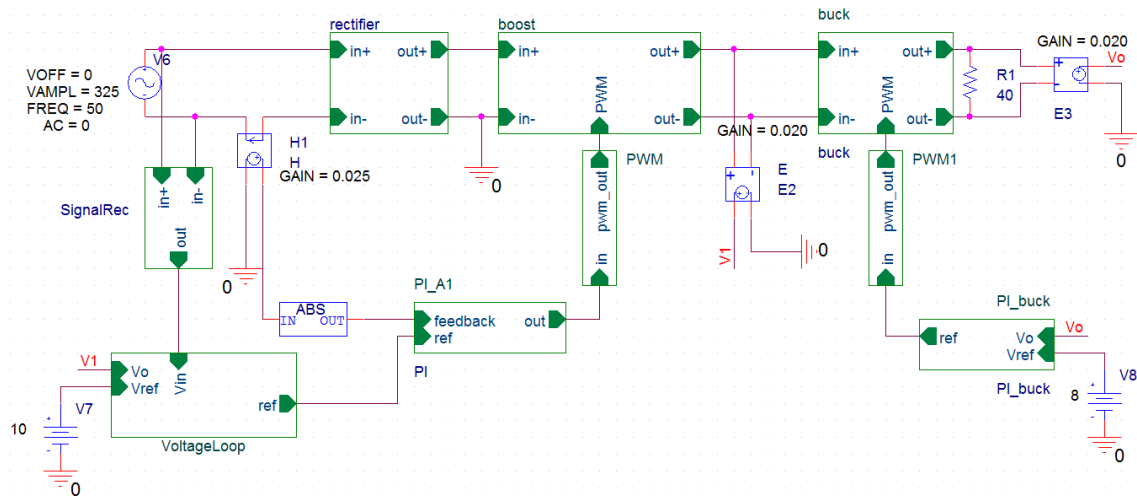 rectifier
boost
buck
V6
VOFF = 0
VAMPL = 325
FREQ = 50
AC = 0
in+
out+
in-
out-
in+
out+
in-
out-
PWM
in+
out+
in-
out-
PWM
R1
40
GAIN = 0.020
Vo
E3
0
H1
H
GAIN = 0.025
0
0
PWM
pwm_out
in
GAIN = 0.020
E
E2
V1
0
buck
PWM1
pwm_out
in
SignalRec
in+
in-
out
ABS
IN OUT
PI_A1
feedback
ref
out
PI
PI_buck
ref
Vo
Vref
Vo
PI_buck
V8
8
0
V1
Vo
Vref
Vin
ref
VoltageLoop
V7
10
0